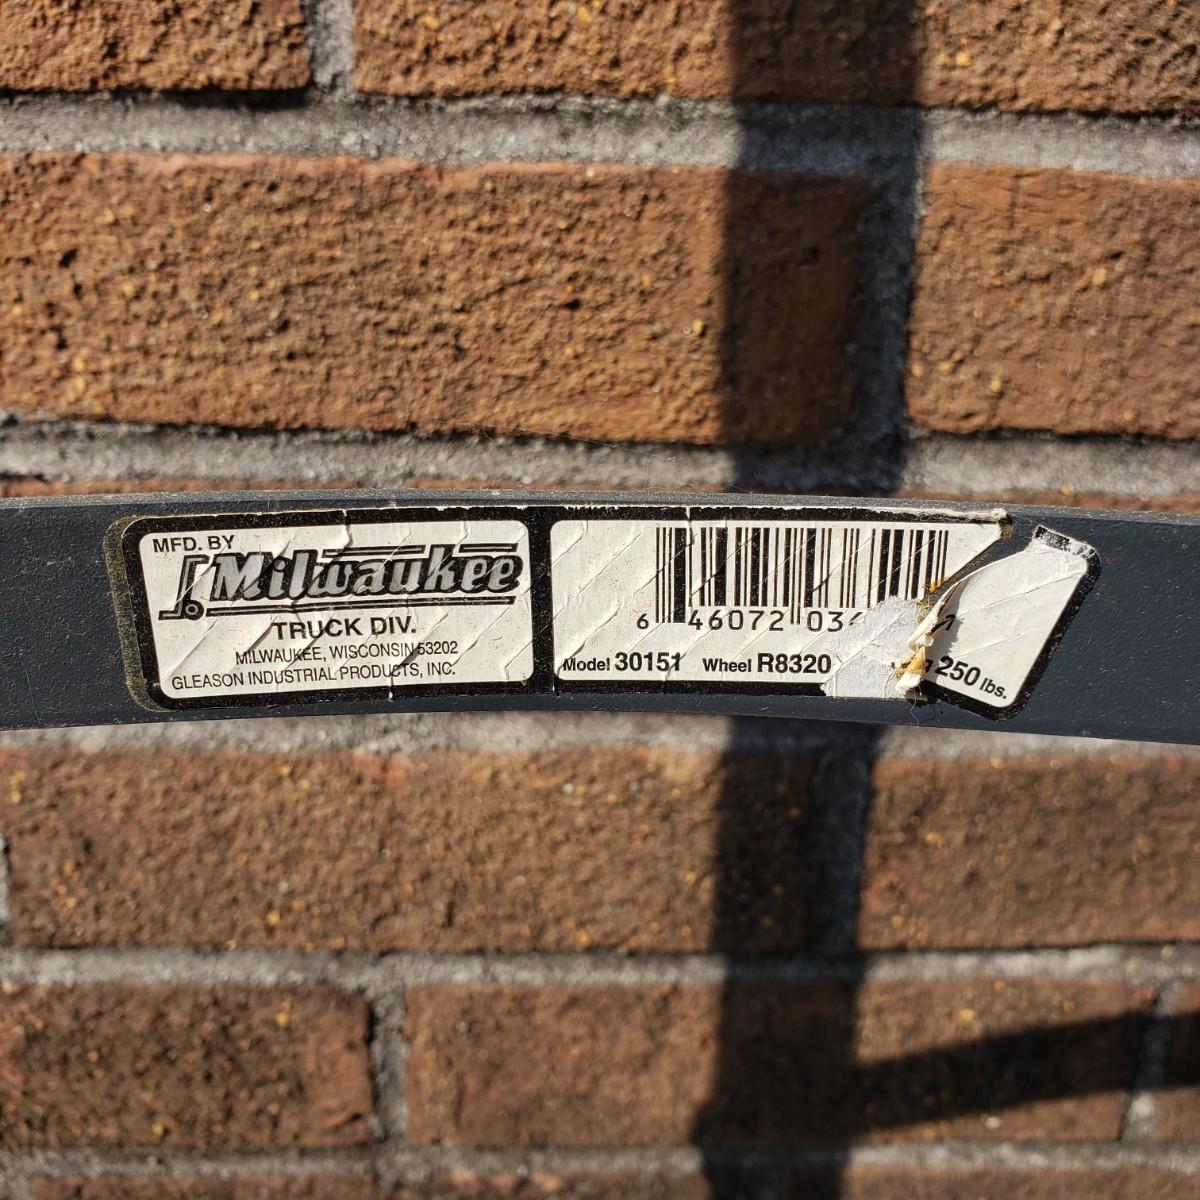 MFD. BY
Milwaukee
TRUCK DIV.
MILWAUKEE, WISCONSIN 53202
GLEASON INDUSTRIAL PRODUCTS, INC.
6 46072 03
Model 30151 Wheel R8320 250 lbs.